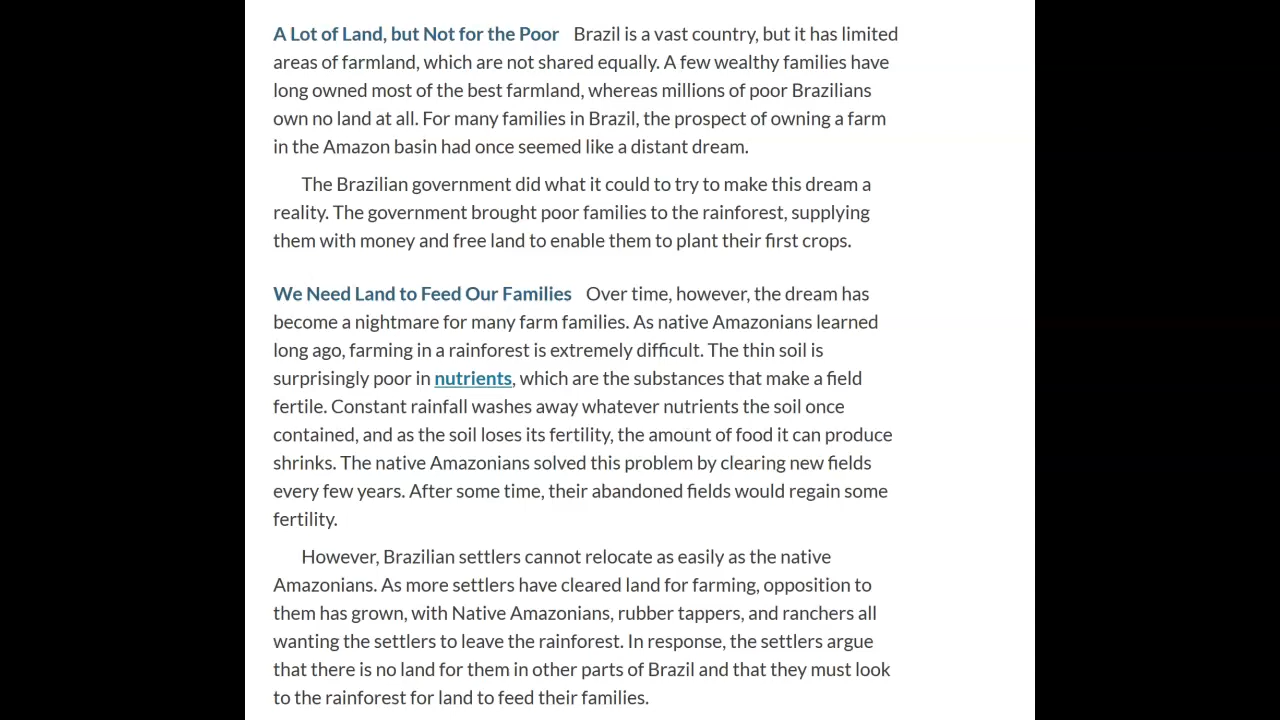 A Lot of Land, but Not for the Poor Brazil is a vast country, but it has limited
areas of farmland, which are not shared equally. A few wealthy families have
long owned most of the best farmland, whereas millions of poor Brazilians
own no land at all. For many families in Brazil, the prospect of owning a farm
in the Amazon basin had once seemed like a distant dream.
The Brazilian government did what it could to try to make this dream a
reality. The government brought poor families to the rainforest, supplying
them with money and free land to enable them to plant their first crops.
We Need Land to Feed Our Families Over time, however, the dream has
become a nightmare for many farm families. As native Amazonians learned
long ago, farming in a rainforest is extremely difficult. The thin soil is
surprisingly poor in nutrients, which are the substances that make a field
fertile. Constant rainfall washes away whatever nutrients the soil once
contained, and as the soil loses its fertility, the amount of food it can produce
shrinks. The native Amazonians solved this problem by clearing new fields
every few years. After some time, their abandoned fields would regain some
fertility.
However, Brazilian settlers cannot relocate as easily as the native
Amazonians. As more settlers have cleared land for farming, opposition to
them has grown, with Native Amazonians, rubber tappers, and ranchers all
wanting the settlers to leave the rainforest. In response, the settlers argue
that there is no land for them in other parts of Brazil and that they must look
to the rainforest for land to feed their families.